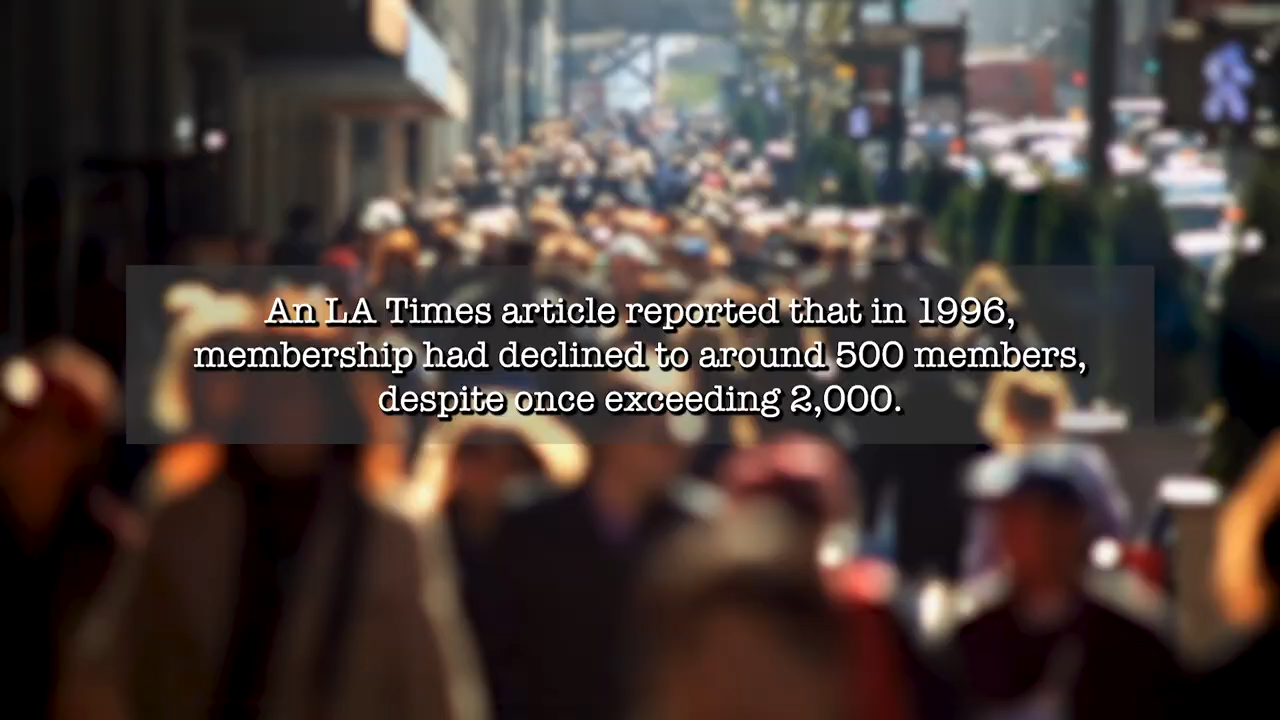 An LA Times article reported that in 1996,
membership had declined to around 500 members,
despite once exceeding 2,000.